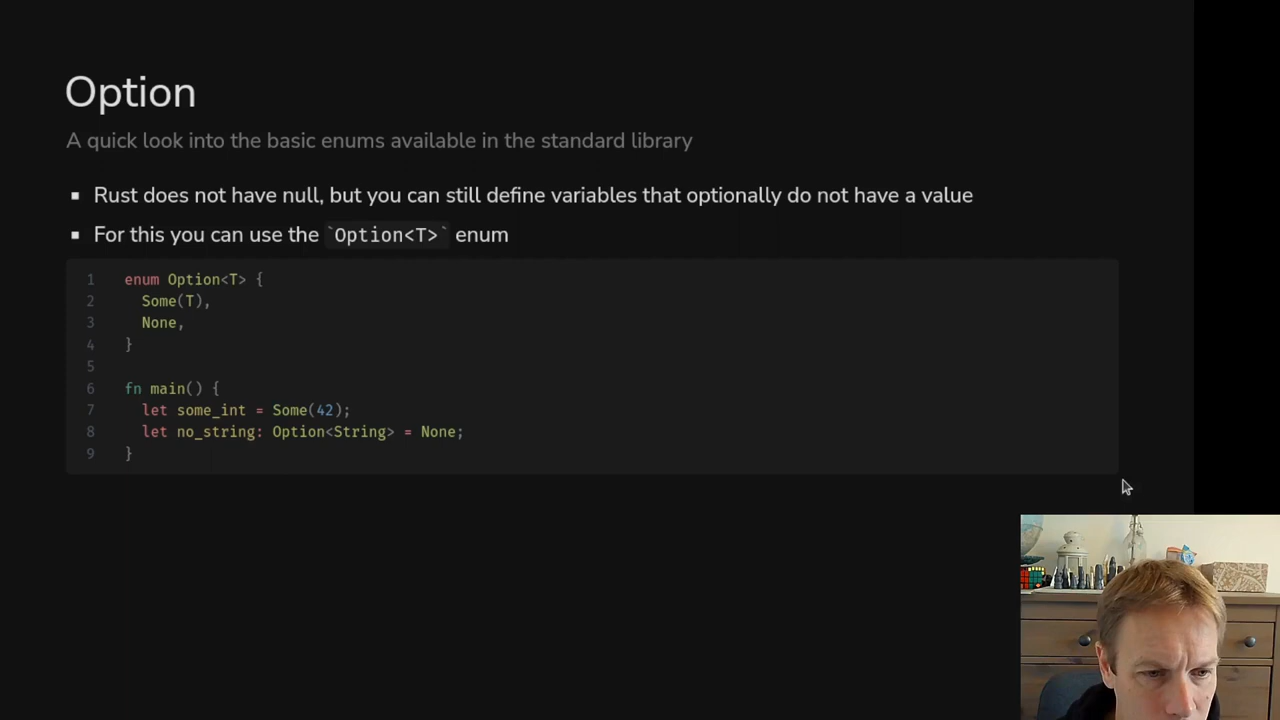 Option
A quick look into the basic enums available in the standard library
▪ Rust does not have null, but you can still define variables that optionally do not have a value
▪ For this you can use the `Option<T>` enum
1 enum Option<T> {
2   Some(T),
3   None,
4 }
5
6 fn main() {
7   let some_int = Some(42);
8   let no_string: Option<String> = None;
9 }